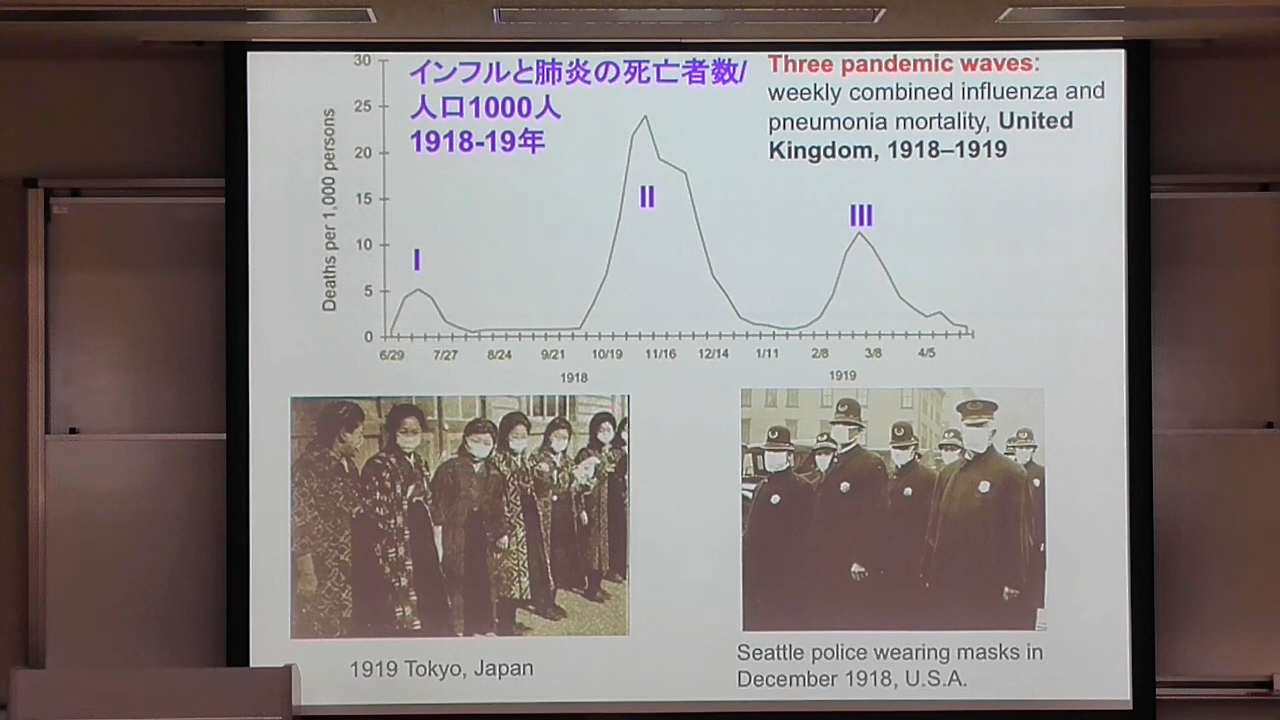 インフルと肺炎の死亡者数/
人口1000人
1918-19年
Three pandemic waves:
weekly combined influenza and
pneumonia mortality, United
Kingdom, 1918–1919
Deaths per 1,000 persons
30
25
20
15
10
5
0
I
II
III
6/29 7/27 8/24 9/21 10/19 11/16 12/14 1/11 2/8 3/8 4/5
1918 1919
1919 Tokyo, Japan
Seattle police wearing masks in
December 1918, U.S.A.